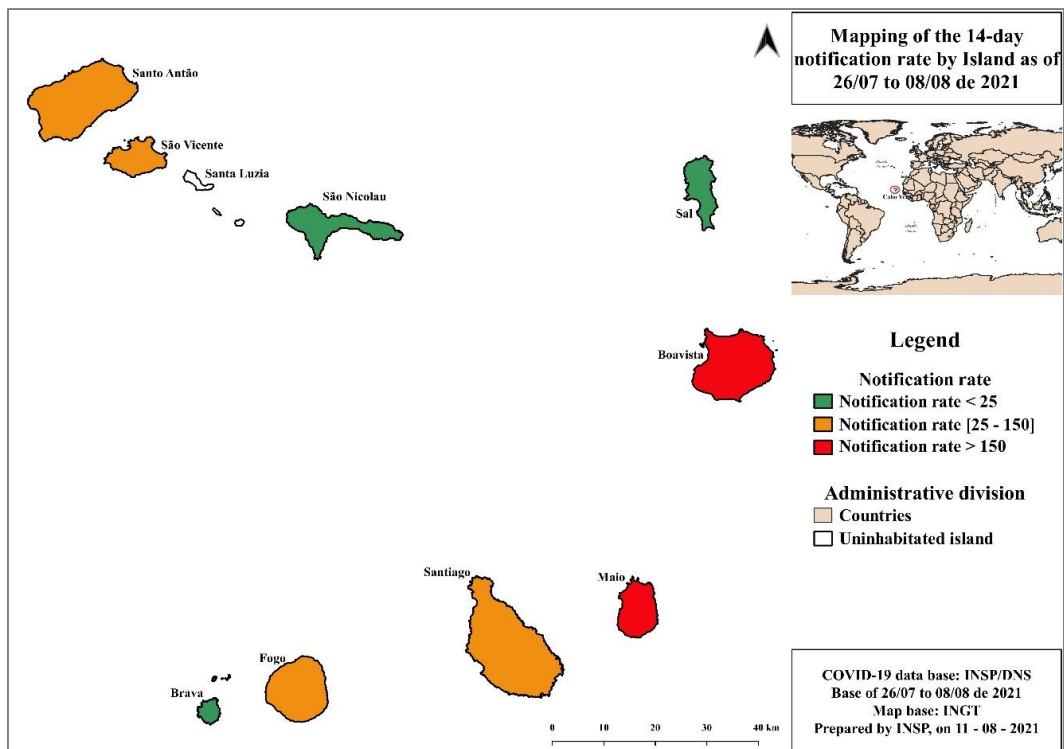 Mapping of the 14-day
notification rate by Island as of
26/07 to 08/08 de 2021
Santo Antão
São Vicente
Santa Luzia
São Nicolau
Sal
Boavista
Legend
Notification rate
Notification rate < 25
Notification rate [25 - 150]
Notification rate > 150
Administrative division
Countries
Uninhabitated island
Santiago
Maio
Fogo
Brava
0 10 20 30 40 km
COVID-19 data base: INSP/DNS
Base of 26/07 to 08/08 de 2021
Map base: INGT
Prepared by INSP, on 11 - 08 - 2021